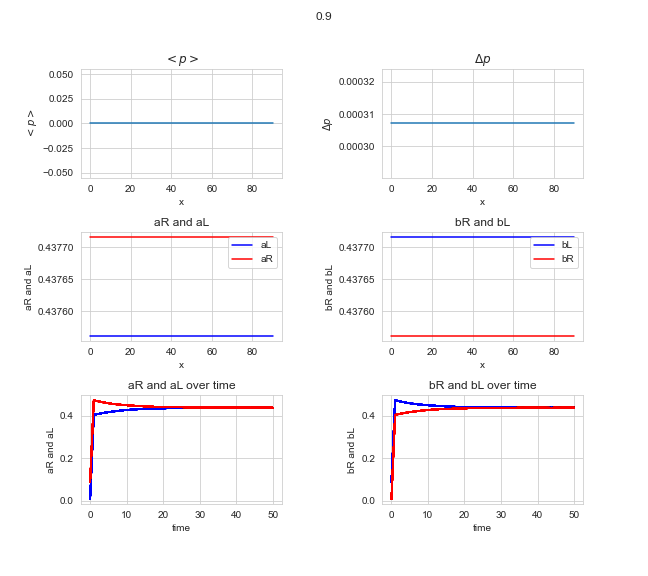 0.9
< p >
Δp
0.050
0.025
0.000
−0.025
−0.050
< p >
0 20 40 60 80
x
0.00032
0.00031
0.00030
Δp
0 20 40 60 80
x
aR and aL
bR and bL
0.43770
0.43765
0.43760
aR and aL
aL
aR
0 20 40 60 80
x
0.43770
0.43765
0.43760
bR and bL
bL
bR
0 20 40 60 80
x
aR and aL over time
bR and bL over time
0.4
0.2
0.0
aR and aL
0 10 20 30 40 50
time
0.4
0.2
0.0
bR and bL
0 10 20 30 40 50
time